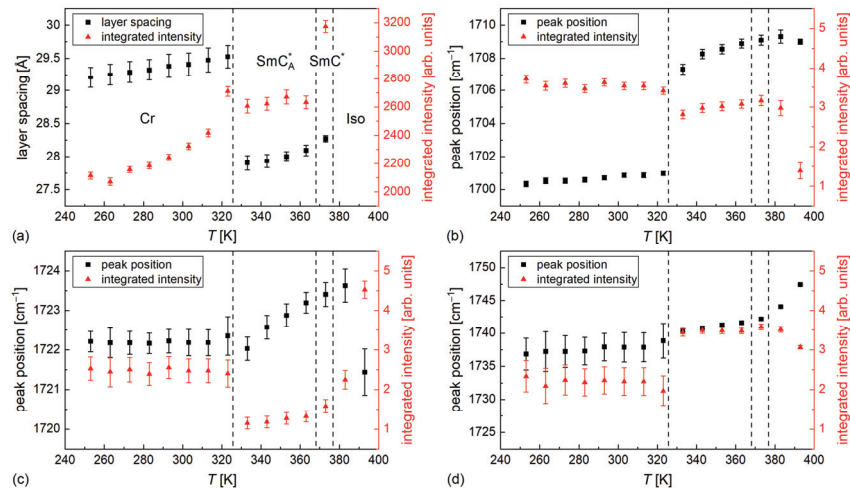 layer spacing
integrated intensity
30
29.5
29
28.5
28
27.5
layer spacing [Å]
3200
3000
2800
2600
2400
2200
2000
integrated intensity [arb. units]
Cr
SmC*A
SmC*
Iso
240 260 280 300 320 340 360 380 400
T [K]
(a)
peak position
integrated intensity
1710
1708
1706
1702
1700
peak position [cm⁻¹]
5
4
3
2
1
integrated intensity [arb. units]
240 260 280 300 320 340 360 380 400
T [K]
(b)
peak position
integrated intensity
1724
1723
1722
1721
1720
peak position [cm⁻¹]
5
4
3
2
1
integrated intensity [arb. units]
240 260 280 300 320 340 360 380 400
T [K]
(c)
peak position
integrated intensity
1750
1745
1740
1735
1730
1725
peak position [cm⁻¹]
5
4
3
2
1
integrated intensity [arb. units]
240 260 280 300 320 340 360 380 400
T [K]
(d)